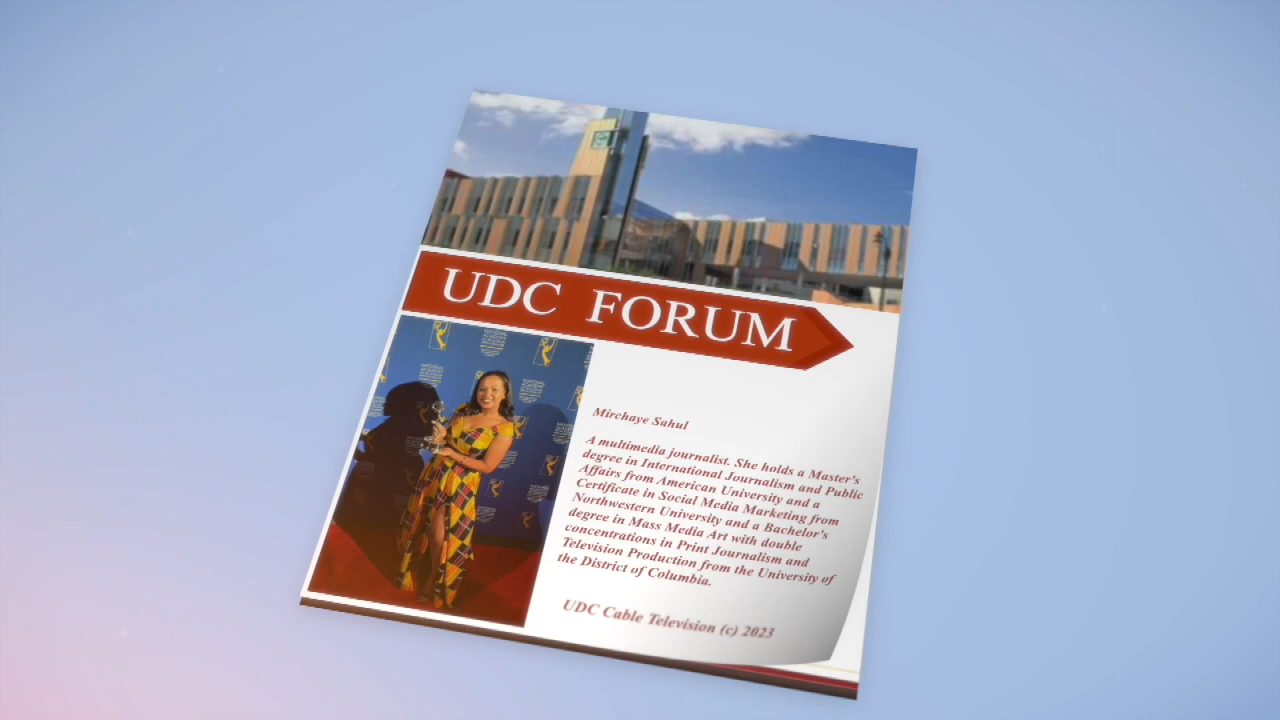 UDC FORUM
Mirchaye Sahul
A multimedia journalist. She holds a Master's
degree in International Journalism and Public
Affairs from American University and a
Certificate in Social Media Marketing from
Northwestern University and a Bachelor's
degree in Mass Media Art with double
concentrations in Print Journalism and
Television Production from the University of
the District of Columbia.
UDC Cable Television (c) 2023